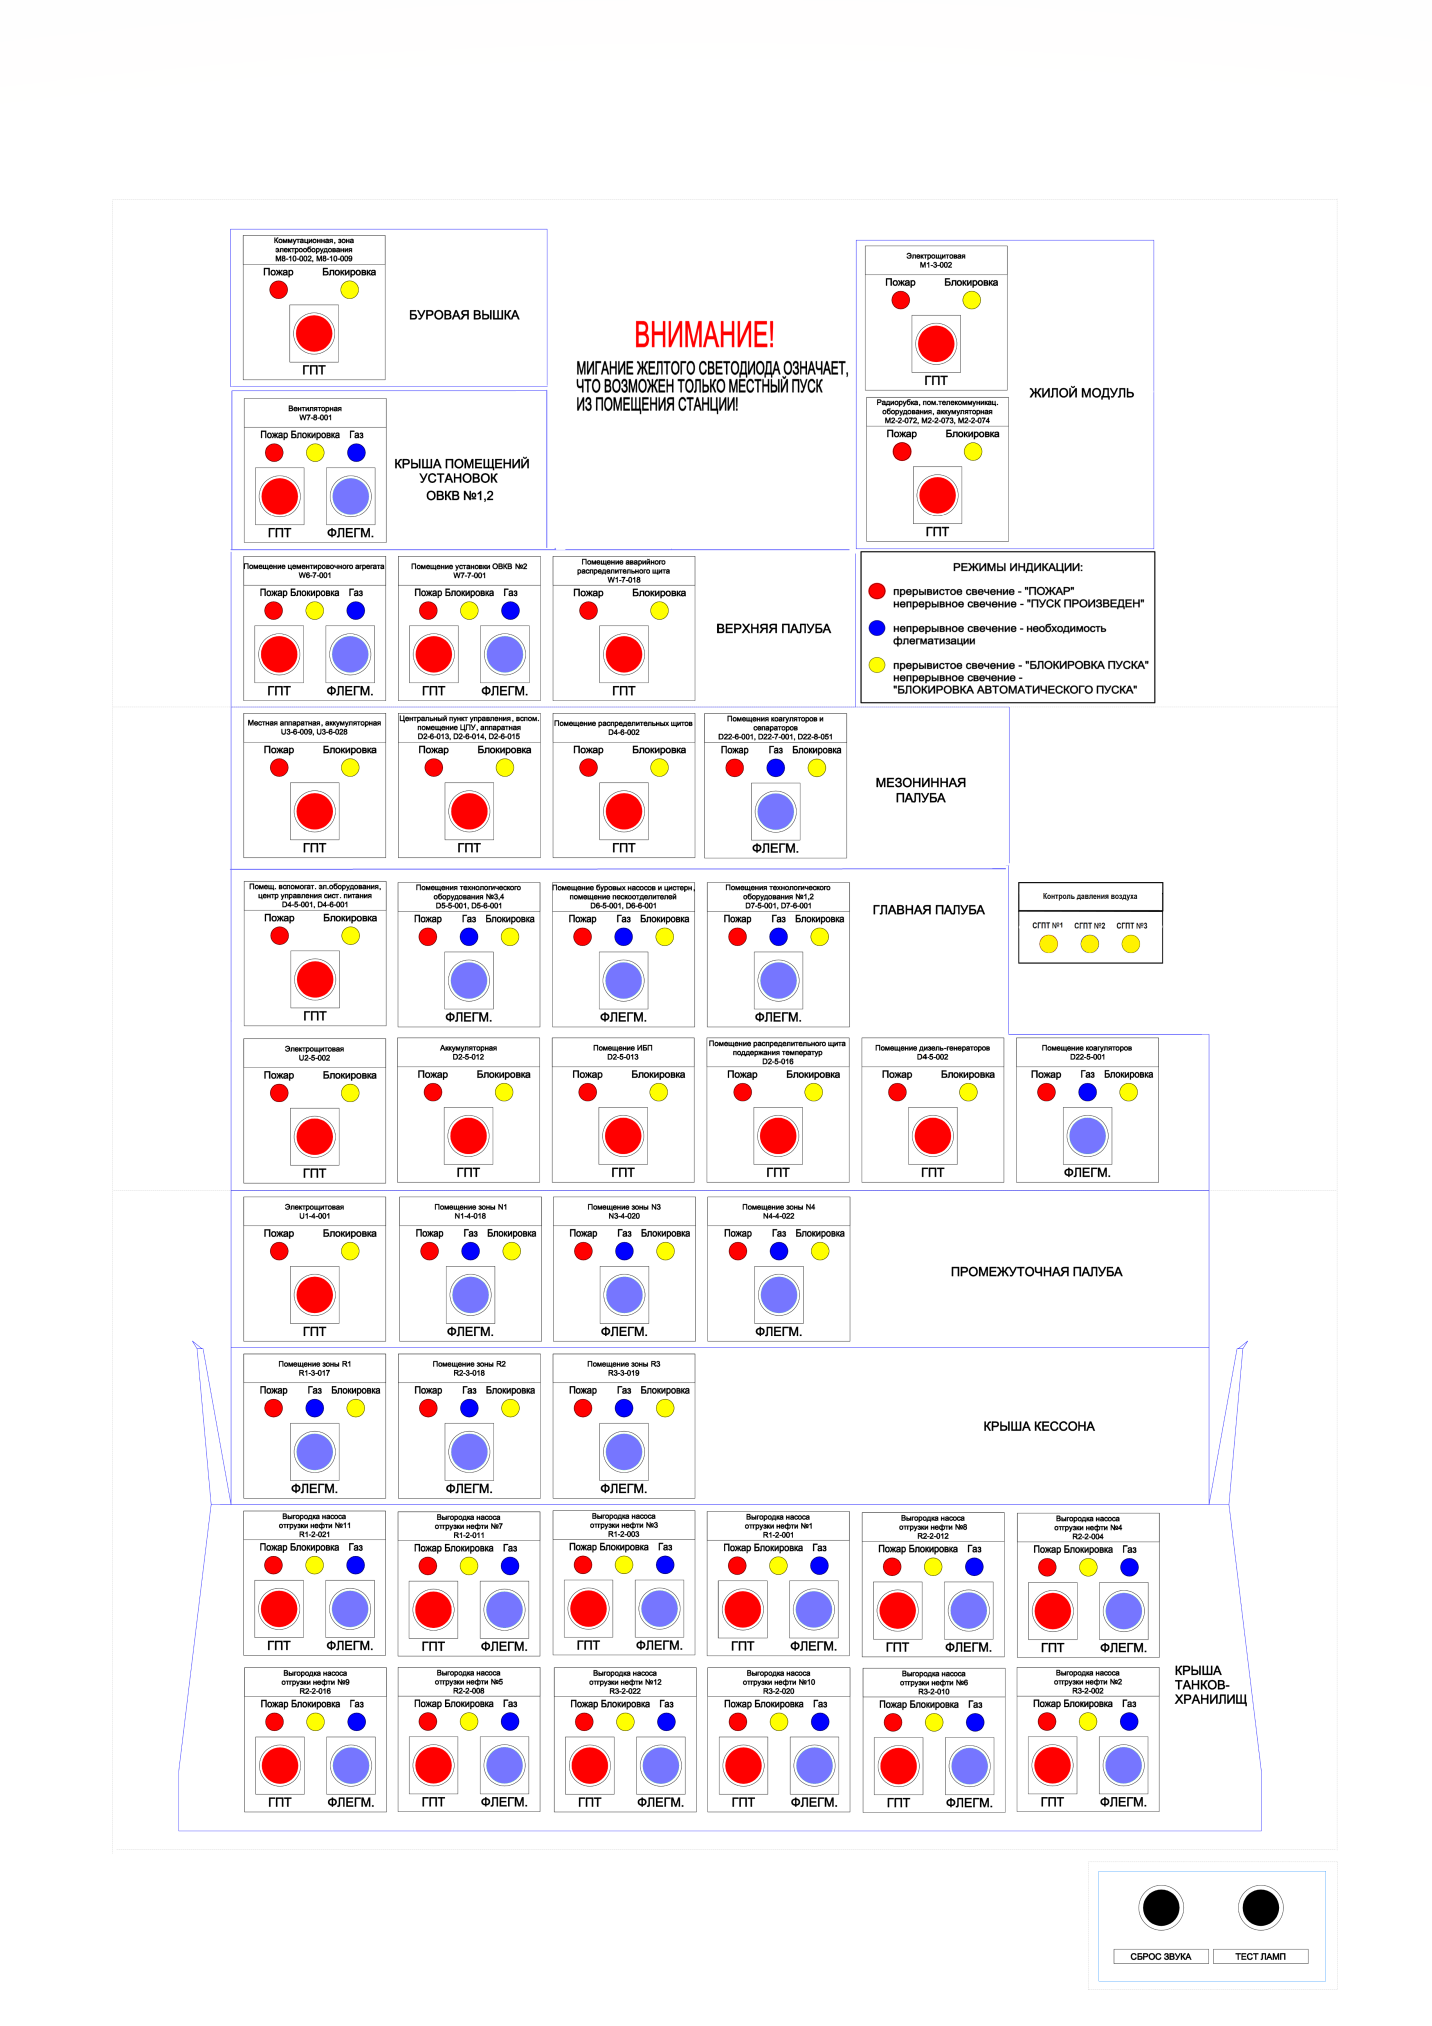 Коммутационная, зона
электрооборудования
М8-10-002, М8-10-009
Пожар Блокировка
ГПТ
БУРОВАЯ ВЫШКА
ВНИМАНИЕ!
МИГАНИЕ ЖЕЛТОГО СВЕТОДИОДА ОЗНАЧАЕТ,
ЧТО ВОЗМОЖЕН ТОЛЬКО МЕСТНЫЙ ПУСК
ИЗ ПОМЕЩЕНИЯ СТАНЦИИ!
Электрощитовая
М1-3-002
Пожар Блокировка
ГПТ
ЖИЛОЙ МОДУЛЬ
Радиорубка, пом.телекоммуникац.
оборудования, аккумуляторная
М2-2-072, М2-2-073, М2-2-074
Пожар Блокировка
ГПТ
Вентиляторная
W7-8-001
Пожар Блокировка Газ
ГПТ ФЛЕГМ.
КРЫША ПОМЕЩЕНИЙ
УСТАНОВОК
ОВКВ №1,2
Помещение цементировочного агрегата
W6-7-001
Пожар Блокировка Газ
ГПТ ФЛЕГМ.
Помещение установки ОВКВ №2
W7-7-001
Пожар Блокировка Газ
ГПТ ФЛЕГМ.
Помещение аварийного
распределительного щита
W1-7-018
Пожар Блокировка
ГПТ
ВЕРХНЯЯ ПАЛУБА
РЕЖИМЫ ИНДИКАЦИИ:
прерывистое свечение - "ПОЖАР"
непрерывное свечение - "ПУСК ПРОИЗВЕДЕН"
непрерывное свечение - необходимость
флегматизации
прерывистое свечение - "БЛОКИРОВКА ПУСКА"
непрерывное свечение -
"БЛОКИРОВКА АВТОМАТИЧЕСКОГО ПУСКА"
Местная аппаратная, аккумуляторная
U3-6-009, U3-6-028
Пожар Блокировка
ГПТ
Центральный пункт управления, вспом.
помещение ЦПУ, аппаратная
D2-6-013, D2-6-014, D2-6-015
Пожар Блокировка
ГПТ
Помещение распределительных щитов
D4-6-002
Пожар Блокировка
ГПТ
Помещения коагуляторов и
сепараторов
D22-6-001, D22-7-001, D22-8-051
Пожар Газ Блокировка
ФЛЕГМ.
МЕЗОНИННАЯ
ПАЛУБА
Помещ. вспомогат. эл.оборудования,
центр управления сист. питания
D4-5-001, D4-6-001
Пожар Блокировка
ГПТ
Помещения технологического
оборудования №3,4
D5-5-001, D5-6-001
Пожар Газ Блокировка
ФЛЕГМ.
Помещение буровых насосов и цистерн,
помещение пескоотделителей
D6-5-001, D6-6-001
Пожар Газ Блокировка
ФЛЕГМ.
Помещения технологического
оборудования №1,2
D7-5-001, D7-6-001
Пожар Газ Блокировка
ФЛЕГМ.
ГЛАВНАЯ ПАЛУБА
Контроль давления воздуха
СГПТ №1 СГПТ №2 СГПТ №3
Электрощитовая
U2-5-002
Пожар Блокировка
ГПТ
Аккумуляторная
D2-5-012
Пожар Блокировка
ГПТ
Помещение ИБП
D2-5-013
Пожар Блокировка
ГПТ
Помещение распределительного щита
поддержания температур
D2-5-016
Пожар Блокировка
ГПТ
Помещение дизель-генераторов
D4-5-002
Пожар Блокировка
ГПТ
Помещение коагуляторов
D22-5-001
Пожар Газ Блокировка
ФЛЕГМ.
Электрощитовая
U1-4-001
Пожар Блокировка
ГПТ
Помещение зоны N1
N1-4-018
Пожар Газ Блокировка
ФЛЕГМ.
Помещение зоны N3
N3-4-020
Пожар Газ Блокировка
ФЛЕГМ.
Помещение зоны N4
N4-4-022
Пожар Газ Блокировка
ФЛЕГМ.
ПРОМЕЖУТОЧНАЯ ПАЛУБА
Помещение зоны R1
R1-3-017
Пожар Газ Блокировка
ФЛЕГМ.
Помещение зоны R2
R2-3-018
Пожар Газ Блокировка
ФЛЕГМ.
Помещение зоны R3
R3-3-019
Пожар Газ Блокировка
ФЛЕГМ.
КРЫША КЕССОНА
Выгородка насоса
отгрузки нефти №11
R1-2-021
Пожар Блокировка Газ
ГПТ ФЛЕГМ.
Выгородка насоса
отгрузки нефти №7
R1-2-011
Пожар Блокировка Газ
ГПТ ФЛЕГМ.
Выгородка насоса
отгрузки нефти №3
R1-2-003
Пожар Блокировка Газ
ГПТ ФЛЕГМ.
Выгородка насоса
отгрузки нефти №1
R1-2-001
Пожар Блокировка Газ
ГПТ ФЛЕГМ.
Выгородка насоса
отгрузки нефти №8
R2-2-012
Пожар Блокировка Газ
ГПТ ФЛЕГМ.
Выгородка насоса
отгрузки нефти №4
R2-2-004
Пожар Блокировка Газ
ГПТ ФЛЕГМ.
Выгородка насоса
отгрузки нефти №9
R2-2-016
Пожар Блокировка Газ
ГПТ ФЛЕГМ.
Выгородка насоса
отгрузки нефти №5
R2-2-008
Пожар Блокировка Газ
ГПТ ФЛЕГМ.
Выгородка насоса
отгрузки нефти №12
R3-2-022
Пожар Блокировка Газ
ГПТ ФЛЕГМ.
Выгородка насоса
отгрузки нефти №10
R3-2-020
Пожар Блокировка Газ
ГПТ ФЛЕГМ.
Выгородка насоса
отгрузки нефти №6
R3-2-010
Пожар Блокировка Газ
ГПТ ФЛЕГМ.
Выгородка насоса
отгрузки нефти №2
R3-2-002
Пожар Блокировка Газ
ГПТ ФЛЕГМ.
КРЫША
ТАНКОВ-
ХРАНИЛИЩ
СБРОС ЗВУКА ТЕСТ ЛАМП